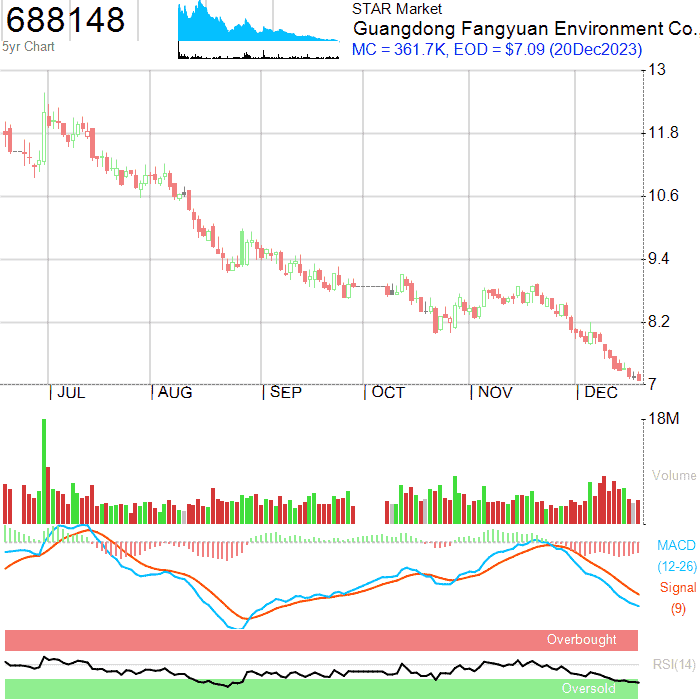 688148
5yr Chart
STAR Market
Guangdong Fangyuan Environment Co.,
MC = 361.7K, EOD = $7.09 (20Dec2023)
13
11.8
10.6
9.4
8.2
7
JUL AUG SEP OCT NOV DEC
18M
Volume
MACD
(12-26)
Signal
(9)
Overbought
RSI(14)
Oversold